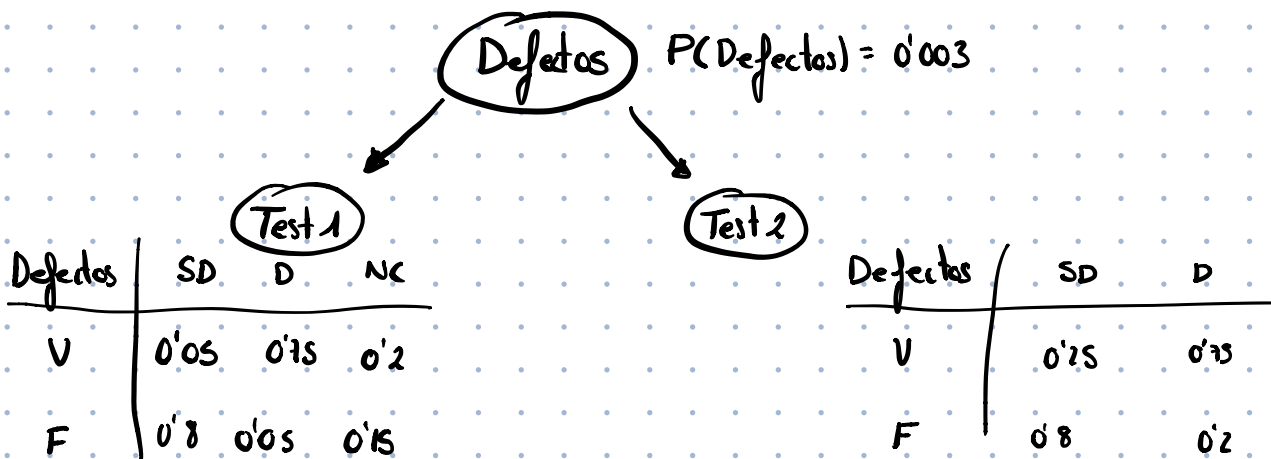 Defectos P(Defectos) = 0'003
Test 1 Test 2
Defectos SD D NC Defectos SD D
V 0'05 0'75 0'2 V 0'25 0'75
F 0'8 0'05 0'15 F 0'8 0'2